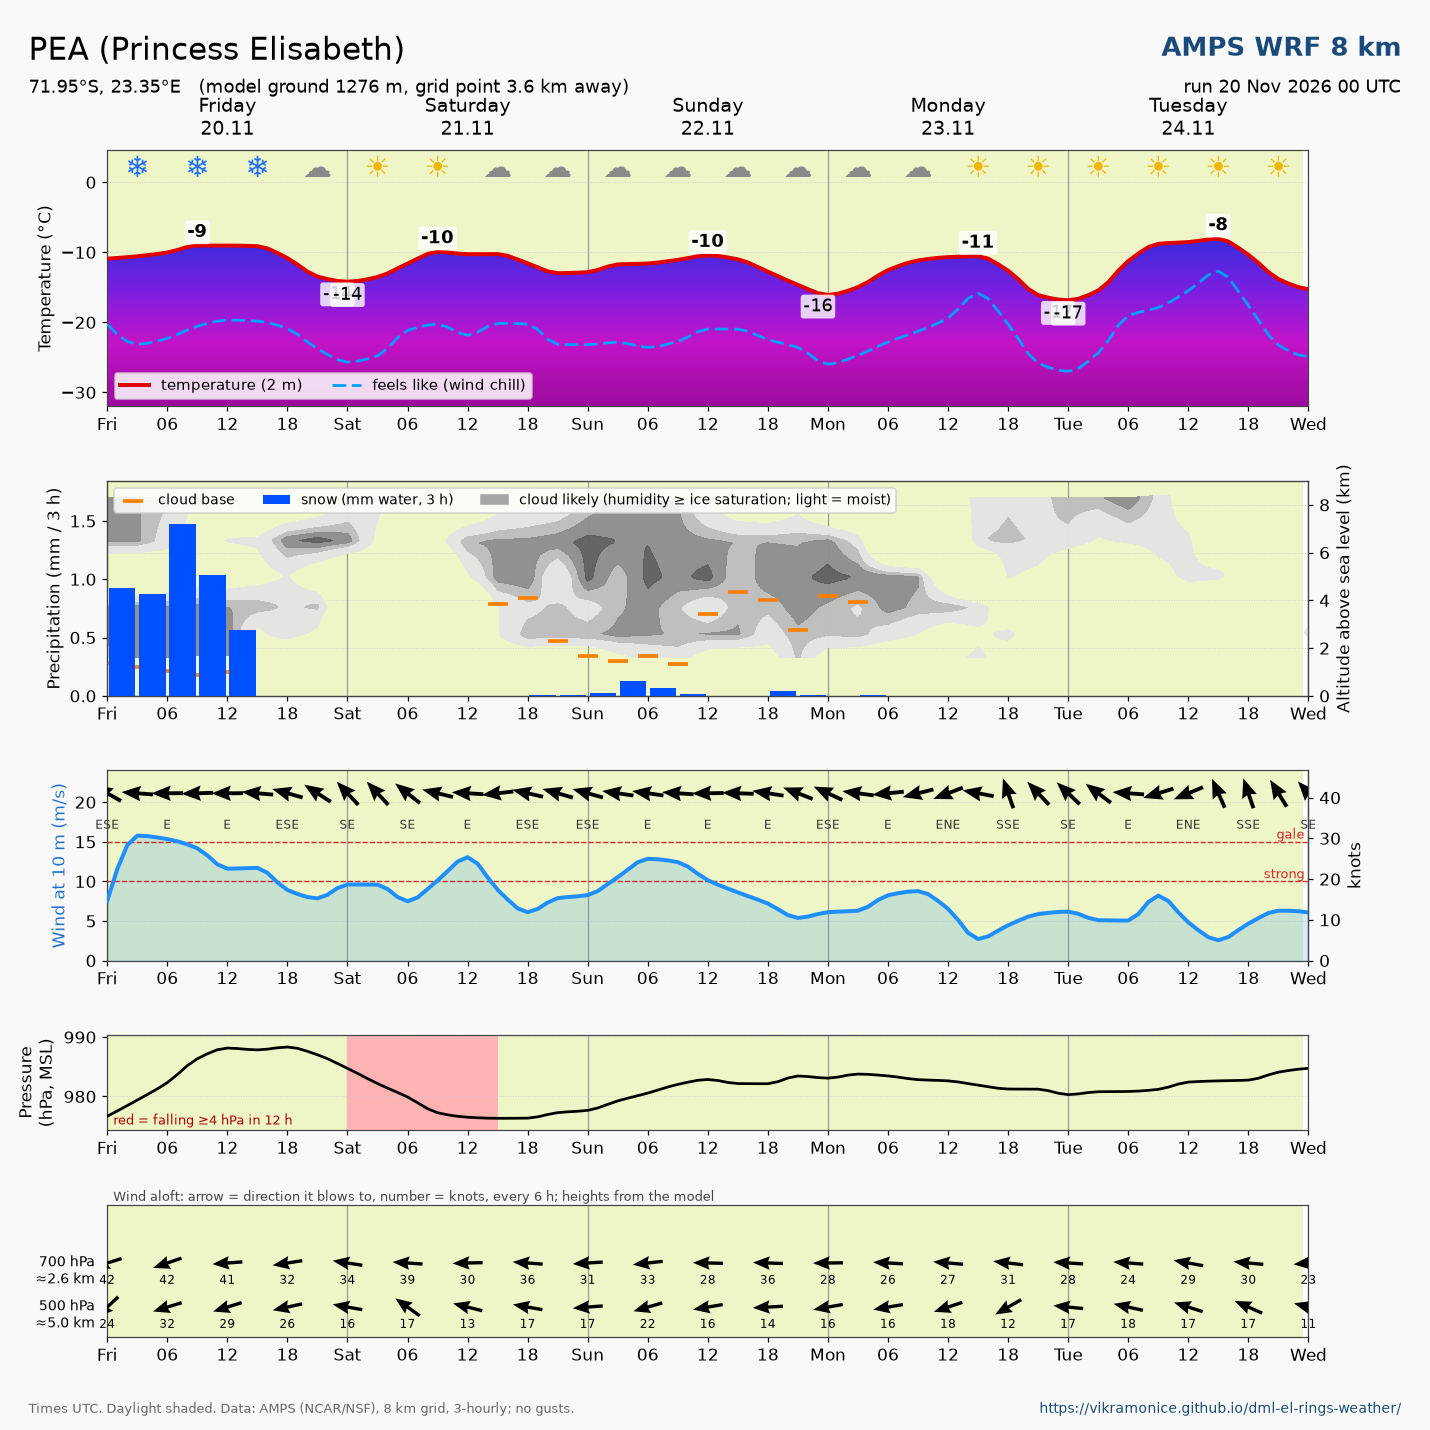 PEA (Princess Elisabeth)
AMPS WRF 8 km
71.95°S, 23.35°E (model ground 1276 m, grid point 3.6 km away)
run 20 Nov 2026 00 UTC
Friday Saturday Sunday Monday Tuesday
20.11 21.11 22.11 23.11 24.11
Temperature (°C)
0
−10
−20
−30
-9 -10 -10 -11 -8
-14 -16 -17
temperature (2 m) feels like (wind chill)
Fri 06 12 18 Sat 06 12 18 Sun 06 12 18 Mon 06 12 18 Tue 06 12 18 Wed
Precipitation (mm / 3 h)
1.5
1.0
0.5
0.0
cloud base snow (mm water, 3 h) cloud likely (humidity ≥ ice saturation; light = moist)
8
6
4
2
0
Altitude above sea level (km)
Fri 06 12 18 Sat 06 12 18 Sun 06 12 18 Mon 06 12 18 Tue 06 12 18 Wed
Wind at 10 m (m/s)
20
15
10
5
0
ESE E E ESE SE SE E ESE ESE E E E ESE E ENE SSE SE E ENE SSE SE
gale
strong
40
30
20
10
0
knots
Fri 06 12 18 Sat 06 12 18 Sun 06 12 18 Mon 06 12 18 Tue 06 12 18 Wed
Pressure
(hPa, MSL)
990
980
red = falling ≥4 hPa in 12 h
Fri 06 12 18 Sat 06 12 18 Sun 06 12 18 Mon 06 12 18 Tue 06 12 18 Wed
Wind aloft: arrow = direction it blows to, number = knots, every 6 h; heights from the model
700 hPa
≈2.6 km 42 42 41 32 34 39 30 36 31 33 28 36 28 26 27 31 28 24 29 30 23
500 hPa
≈5.0 km 24 32 29 26 16 17 13 17 17 22 16 14 16 16 18 12 17 18 17 17 11
Fri 06 12 18 Sat 06 12 18 Sun 06 12 18 Mon 06 12 18 Tue 06 12 18 Wed
Times UTC. Daylight shaded. Data: AMPS (NCAR/NSF), 8 km grid, 3-hourly; no gusts.
https://vikramonice.github.io/dml-el-rings-weather/